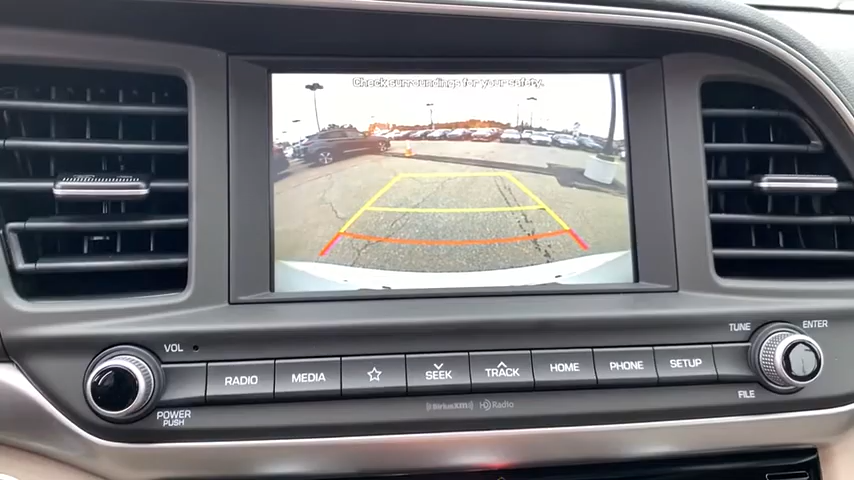 Check surroundings for your safety.
VOL
TUNE
ENTER
RADIO
MEDIA
SEEK
TRACK
HOME
PHONE
SETUP
FILE
POWER
PUSH
((SiriusXM))
HD Radio